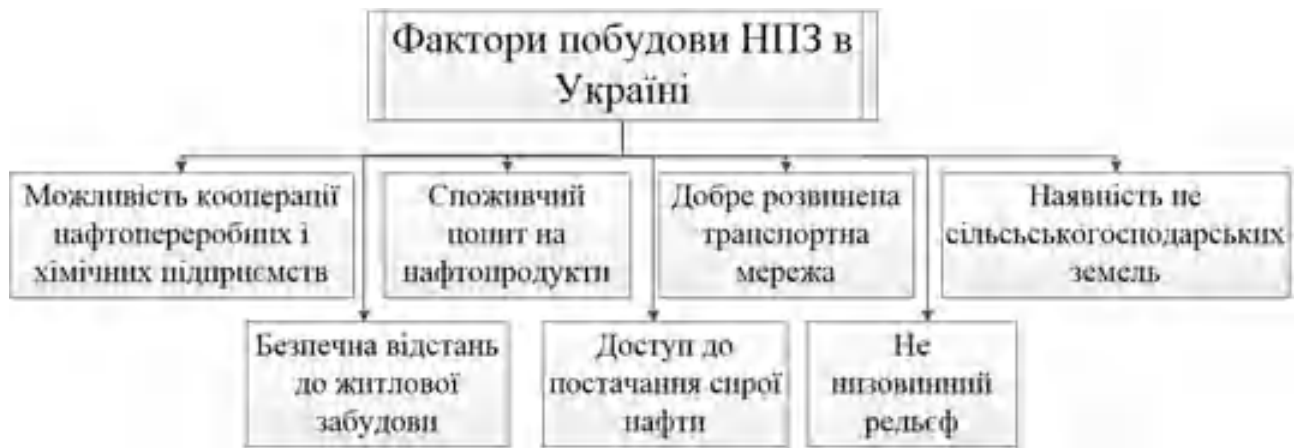 Фактори побудови НПЗ в
Україні
Можливість кооперації
нафтопереробних і
хімічних підприємств
Споживчий
попит на
нафтопродукти
Добре розвинена
транспортна
мережа
Наявність не
сільсьськогосподарських
земель
Безпечна відстань
до житлової
забудови
Доступ до
постачання сирої
нафти
Не
низовинний
рельєф